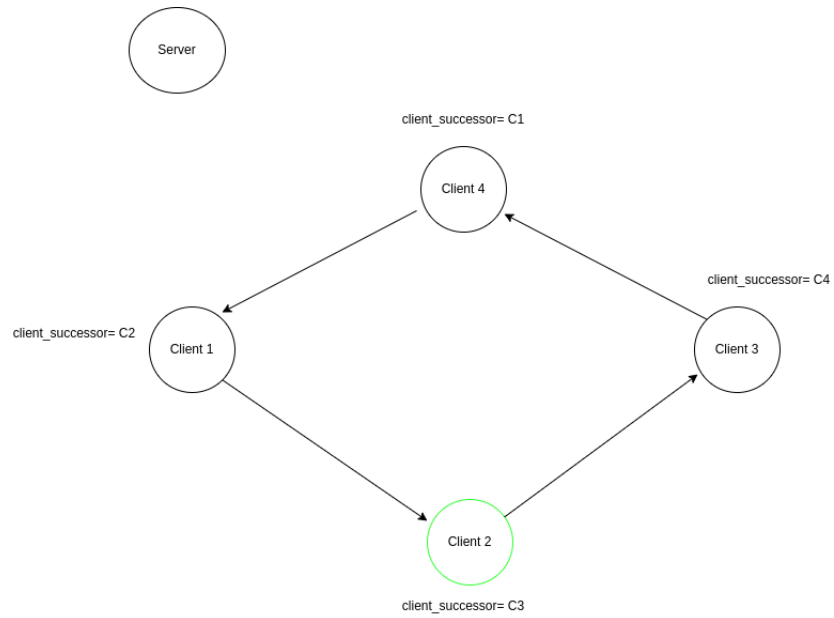 Server
client_successor= C1
Client 4
client_successor= C4
client_successor= C2
Client 1
Client 3
Client 2
client_successor= C3